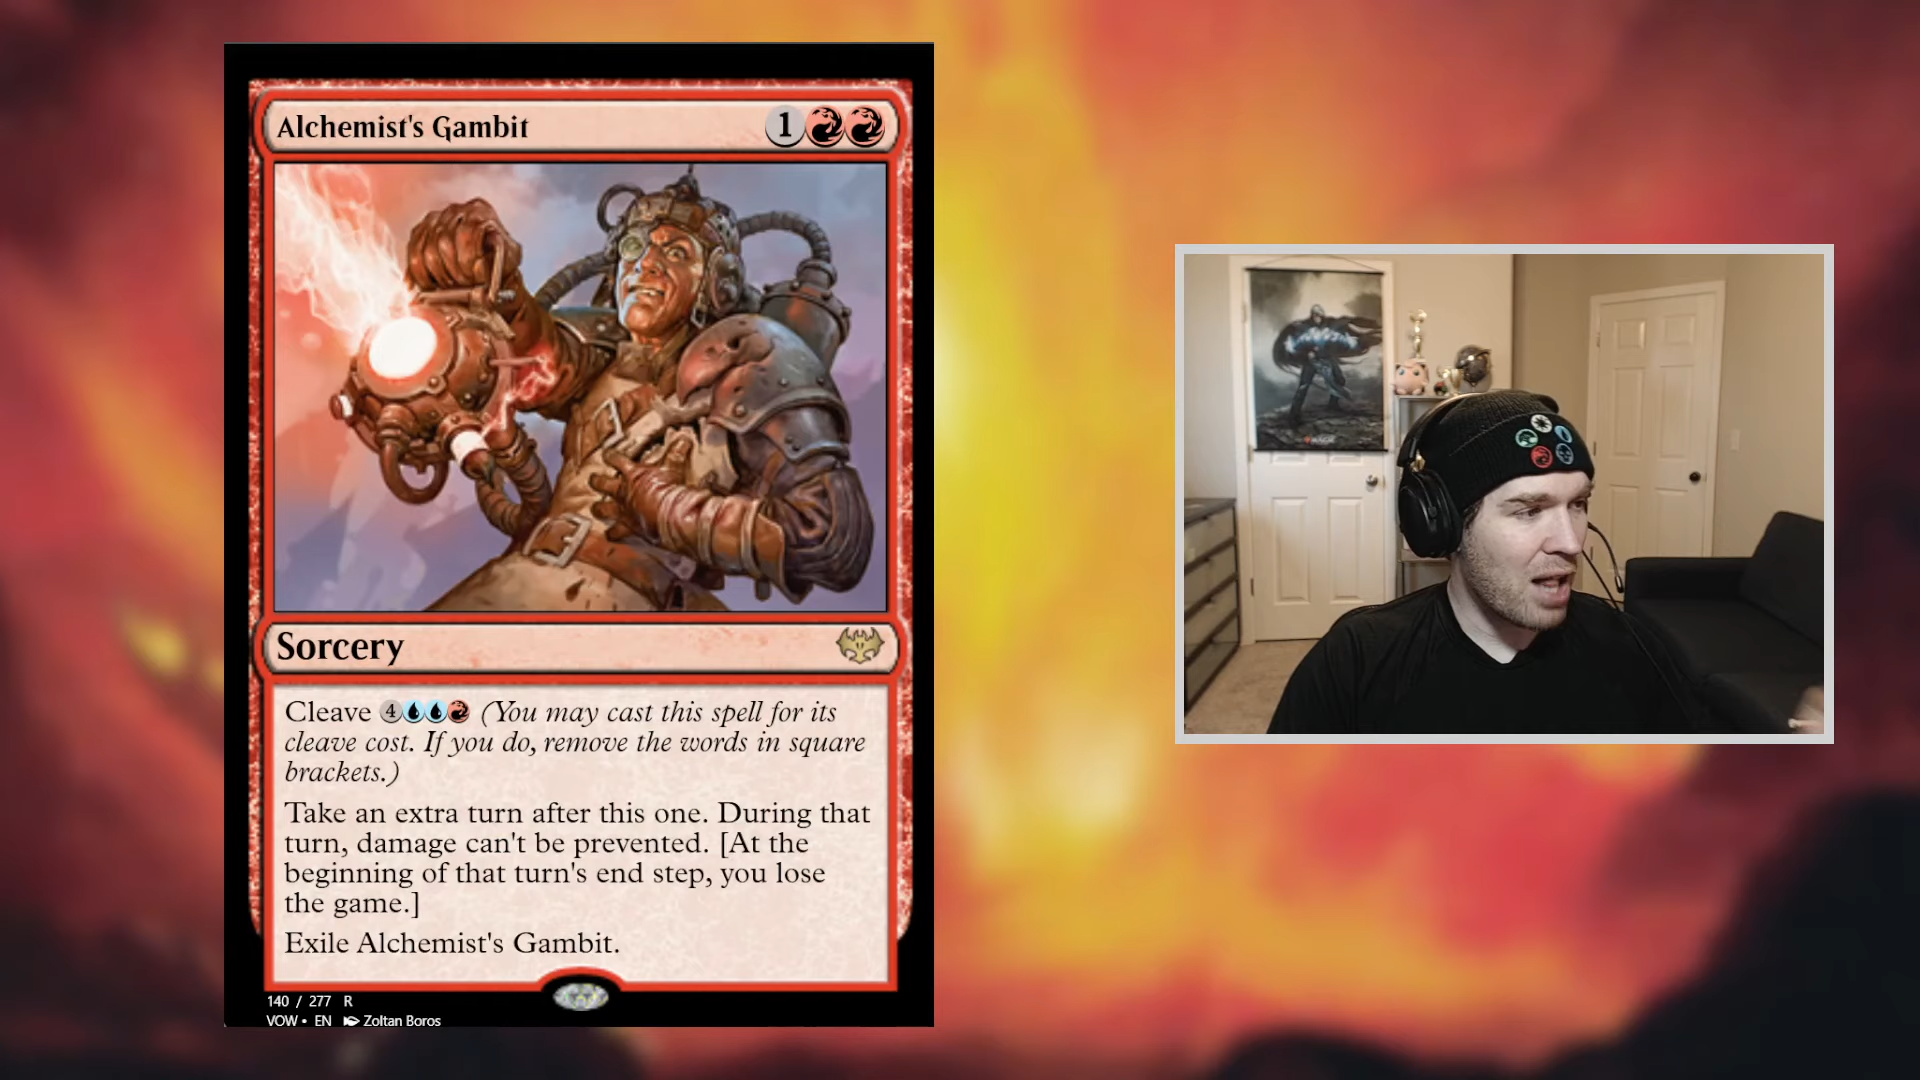 Alchemist's Gambit
1
Sorcery
Cleave 4 (You may cast this spell for its
cleave cost. If you do, remove the words in square
brackets.)
Take an extra turn after this one. During that
turn, damage can't be prevented. [At the
beginning of that turn's end step, you lose
the game.]
Exile Alchemist's Gambit.
140 / 277 R
VOW • EN Zoltan Boros